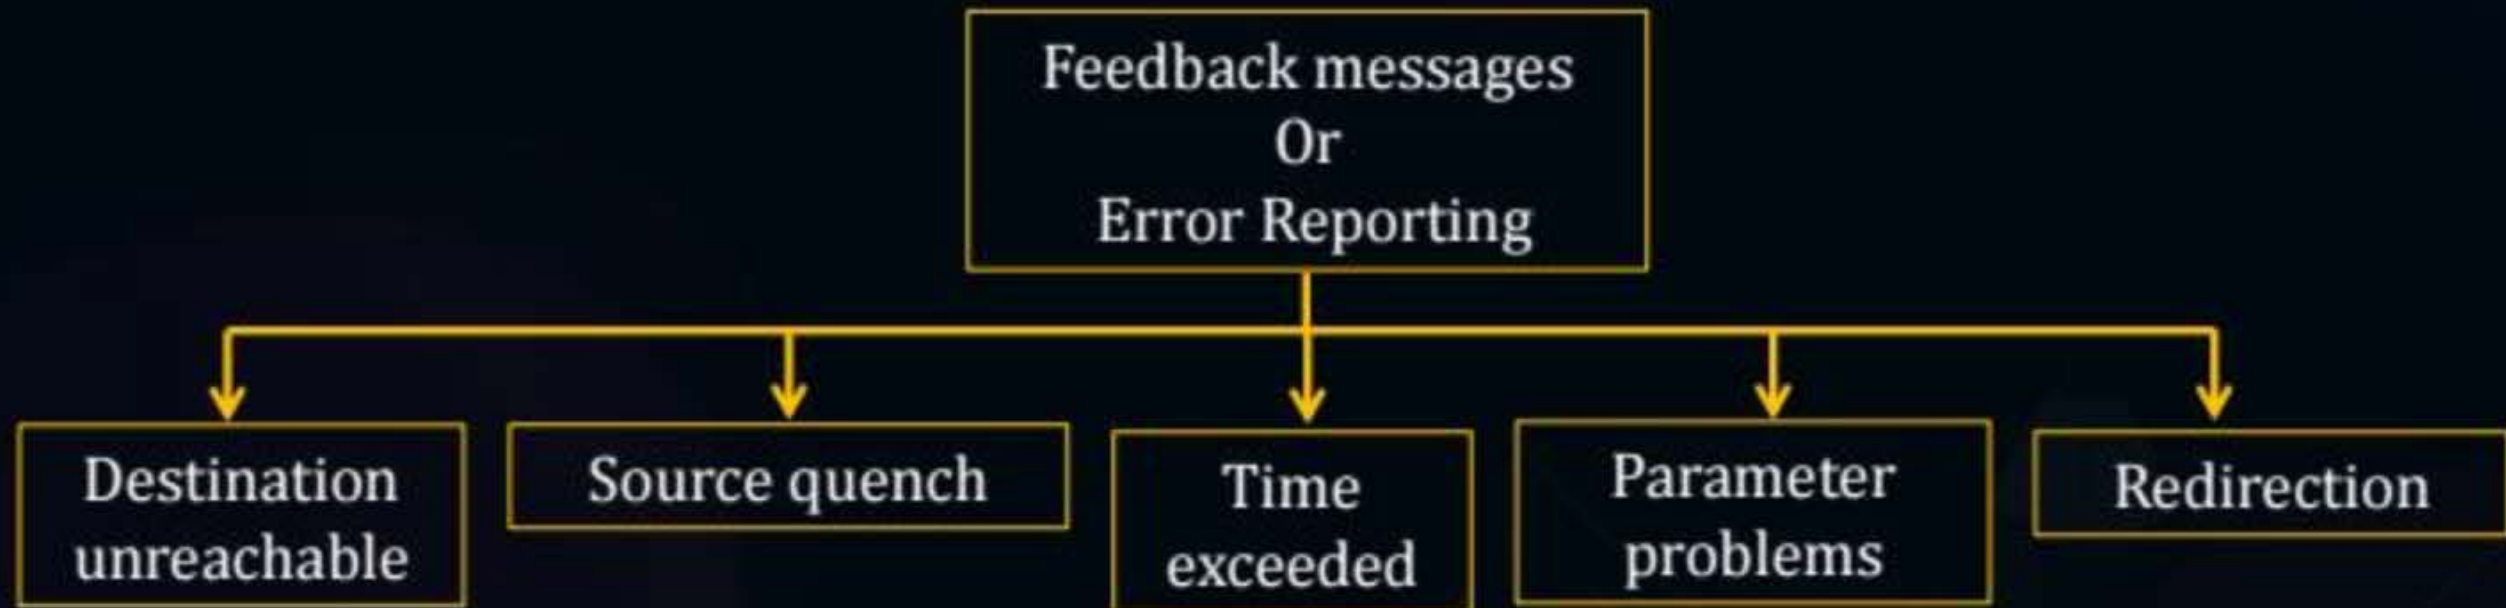 Feedback messages
Or
Error Reporting
Destination
unreachable
Source quench
Time
exceeded
Parameter
problems
Redirection